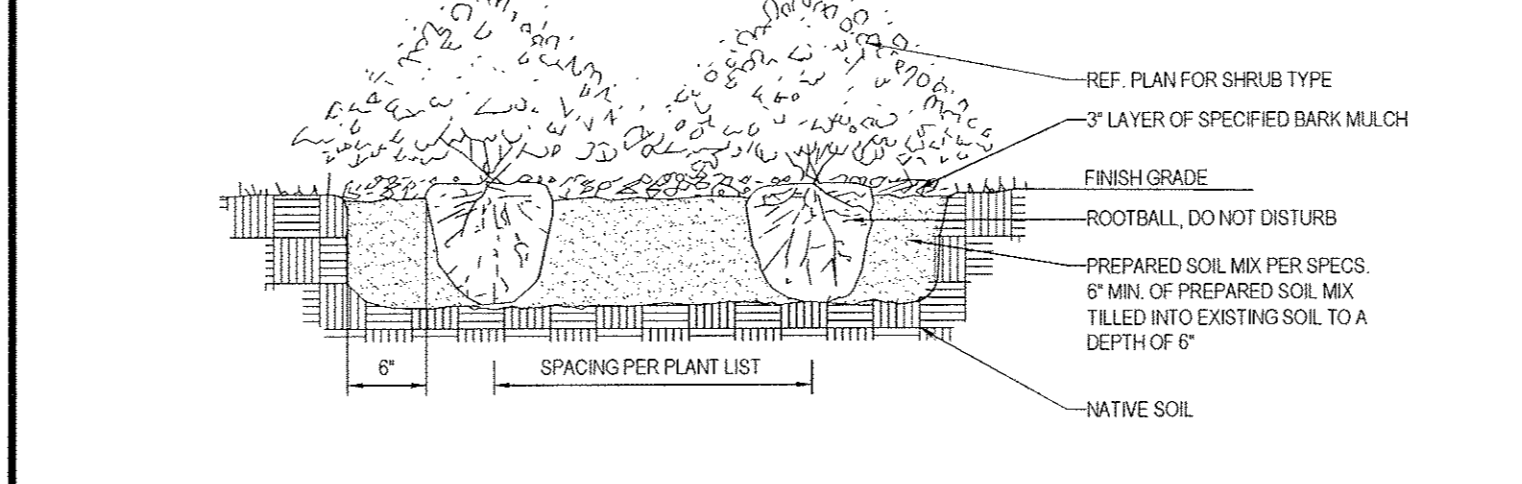 REF. PLAN FOR SHRUB TYPE
3" LAYER OF SPECIFIED BARK MULCH
FINISH GRADE
ROOTBALL, DO NOT DISTURB
PREPARED SOIL MIX PER SPECS.
6" MIN. OF PREPARED SOIL MIX
TILLED INTO EXISTING SOIL TO A
DEPTH OF 6"
6"
SPACING PER PLANT LIST
NATIVE SOIL